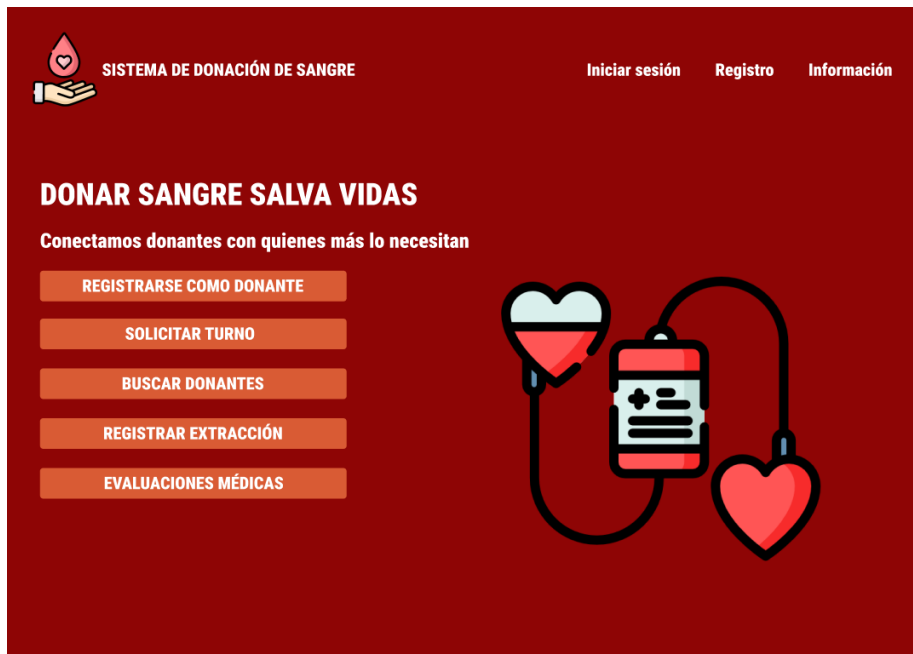 SISTEMA DE DONACIÓN DE SANGRE
Iniciar sesión
Registro
Información
DONAR SANGRE SALVA VIDAS
Conectamos donantes con quienes más lo necesitan
REGISTRARSE COMO DONANTE
SOLICITAR TURNO
BUSCAR DONANTES
REGISTRAR EXTRACCIÓN
EVALUACIONES MÉDICAS